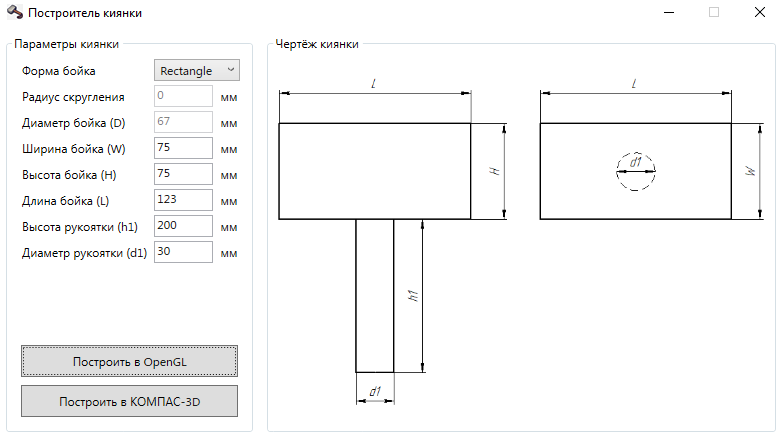 Построитель киянки
Параметры киянки
Форма бойка Rectangle
Радиус скругления 0 мм
Диаметр бойка (D) 67 мм
Ширина бойка (W) 75 мм
Высота бойка (H) 75 мм
Длина бойка (L) 123 мм
Высота рукоятки (h1) 200 мм
Диаметр рукоятки (d1) 30 мм
Построить в OpenGL
Построить в КОМПАС-3D
Чертёж киянки
L
H
h1
d1
L
d1
W